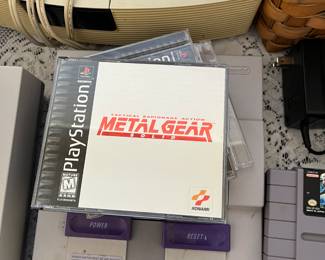 PlayStation
TACTICAL ESPIONAGE ACTION
METAL GEAR
SOLID
M
KONAMI
POWER
RESET